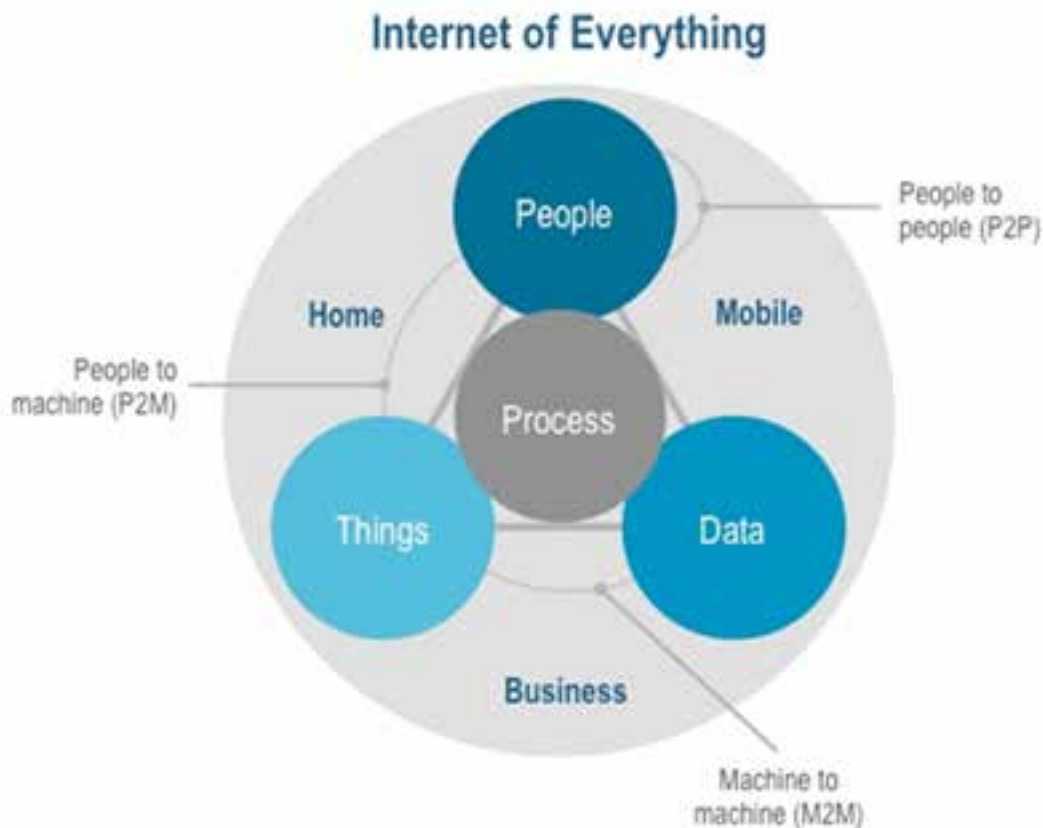 Internet of Everything
People
People to
people (P2P)
Home
Mobile
People to
machine (P2M)
Process
Things
Data
Business
Machine to
machine (M2M)